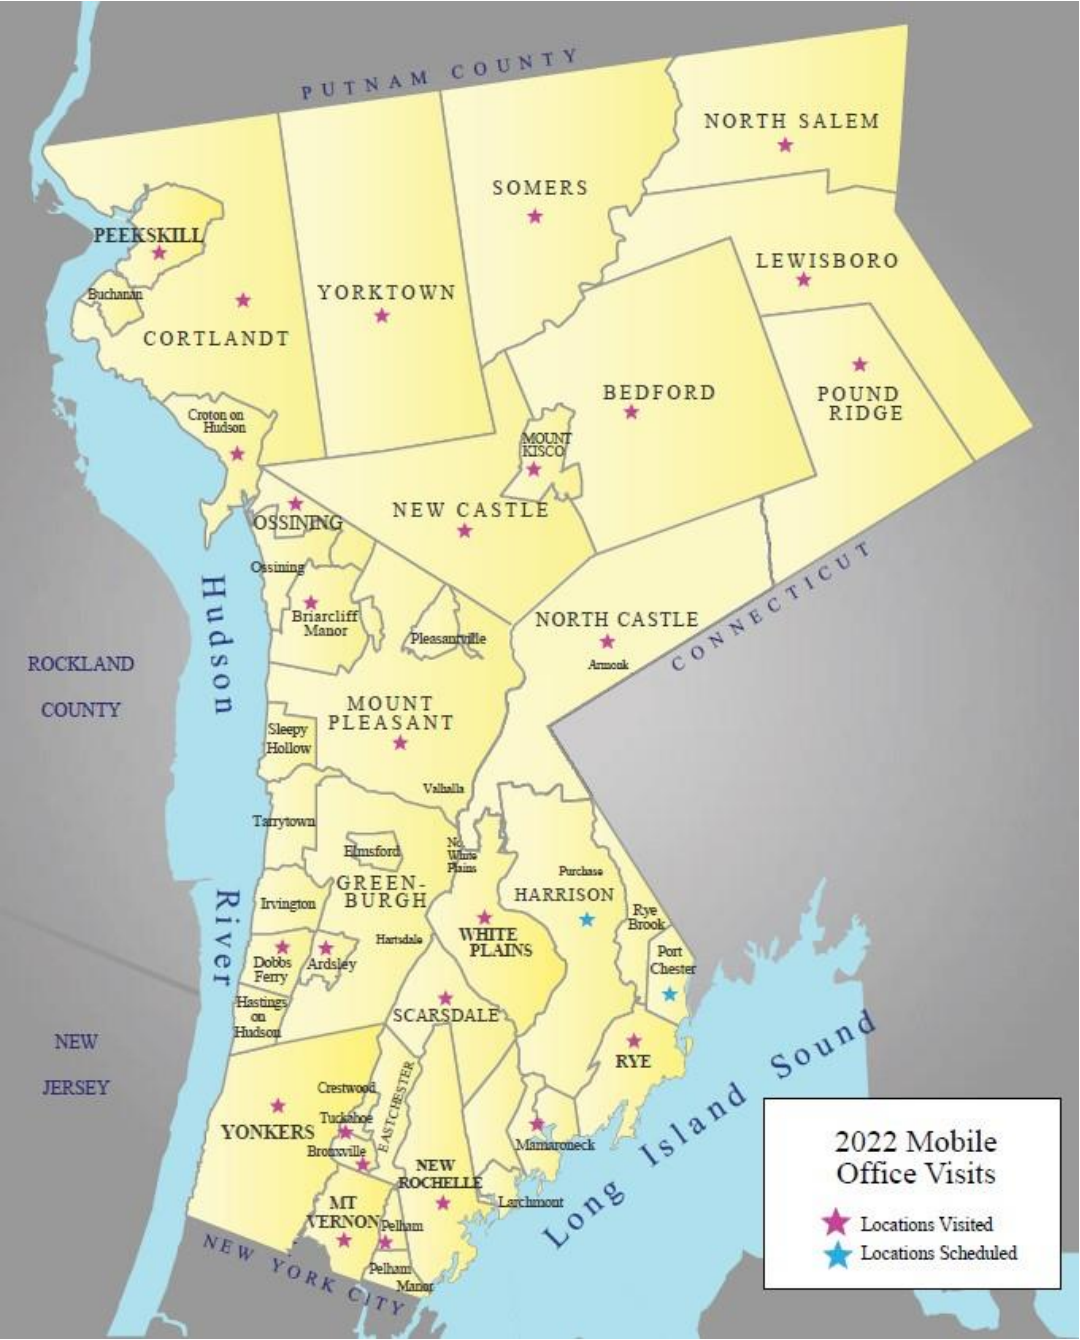 PUTNAM COUNTY
NORTH SALEM
SOMERS
PEEKSKILL
LEWISBORO
Buchanan
YORKTOWN
CORTLANDT
BEDFORD
POUND
RIDGE
Croton on
Hudson
MOUNT
KISCO
NEW CASTLE
OSSINING
Ossining
CONNECTICUT
Hudson
Briarcliff
Manor
NORTH CASTLE
Pleasantville
Armonk
ROCKLAND
COUNTY
MOUNT
PLEASANT
Sleepy
Hollow
Valhalla
Tarrytown
Elmsford
No.
White
Plains
Purchase
GREEN-
BURGH
HARRISON
Irvington
River
Rye
Brook
Hartsdale
WHITE
PLAINS
Port
Chester
Dobbs
Ferry
Ardsley
Hastings
on
Hudson
SCARSDALE
NEW
JERSEY
RYE
Long Island Sound
Crestwood
EASTCHESTER
Tuckahoe
YONKERS
Bronxville
Mamaroneck
NEW
ROCHELLE
Larchmont
MT
VERNON
Pelham
Pelham
Manor
NEW YORK CITY
2022 Mobile
Office Visits
Locations Visited
Locations Scheduled